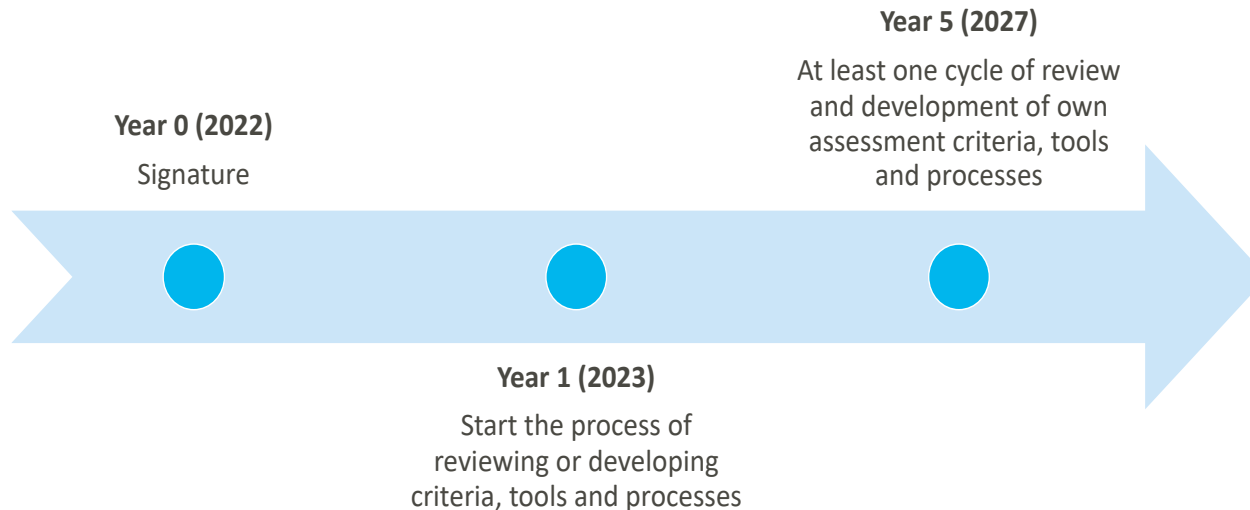 Year 0 (2022)
Signature
Year 1 (2023)
Start the process of
reviewing or developing
criteria, tools and processes
Year 5 (2027)
At least one cycle of review
and development of own
assessment criteria, tools
and processes